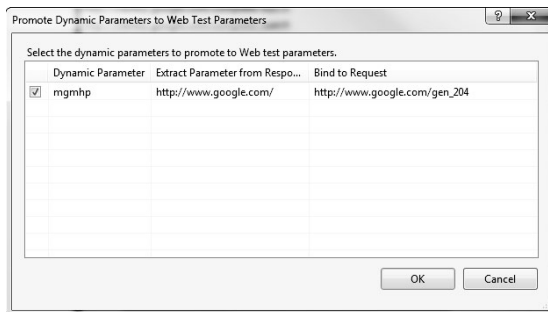 Promote Dynamic Parameters to Web Test Parameters
Select the dynamic parameters to promote to Web test parameters.
Dynamic Parameter Extract Parameter from Respo... Bind to Request
mgmhp http://www.google.com/ http://www.google.com/gen_204
OK Cancel